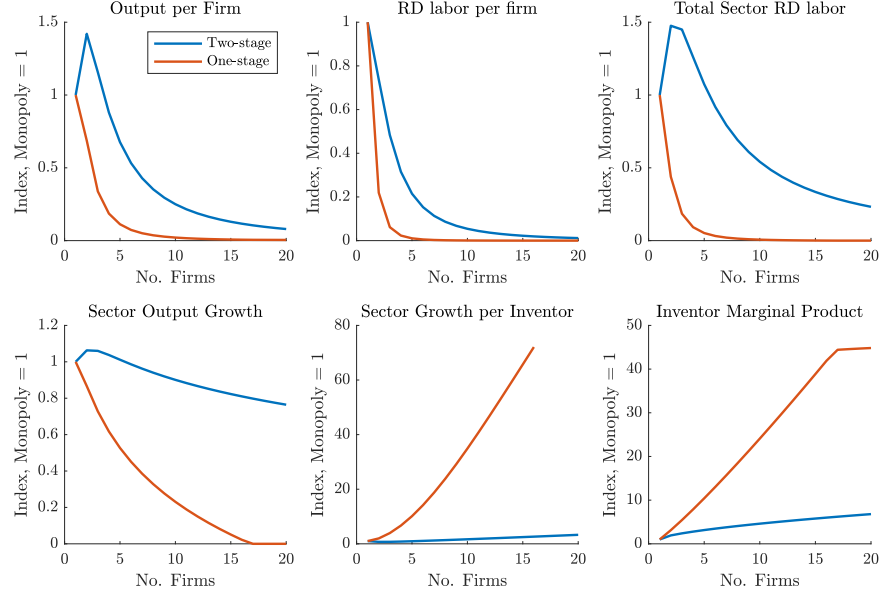 Output per Firm
Index, Monopoly = 1
1.5
1
0.5
0
0 5 10 15 20
No. Firms
Two-stage
One-stage
RD labor per firm
Index, Monopoly = 1
1
0.8
0.6
0.4
0.2
0
0 5 10 15 20
No. Firms
Total Sector RD labor
Index, Monopoly = 1
1.5
1
0.5
0
0 5 10 15 20
No. Firms
Sector Output Growth
Index, Monopoly = 1
1.2
1
0.8
0.6
0.4
0.2
0
0 5 10 15 20
No. Firms
Sector Growth per Inventor
Index, Monopoly = 1
80
60
40
20
0
0 5 10 15 20
No. Firms
Inventor Marginal Product
Index, Monopoly = 1
50
40
30
20
10
0
0 5 10 15 20
No. Firms